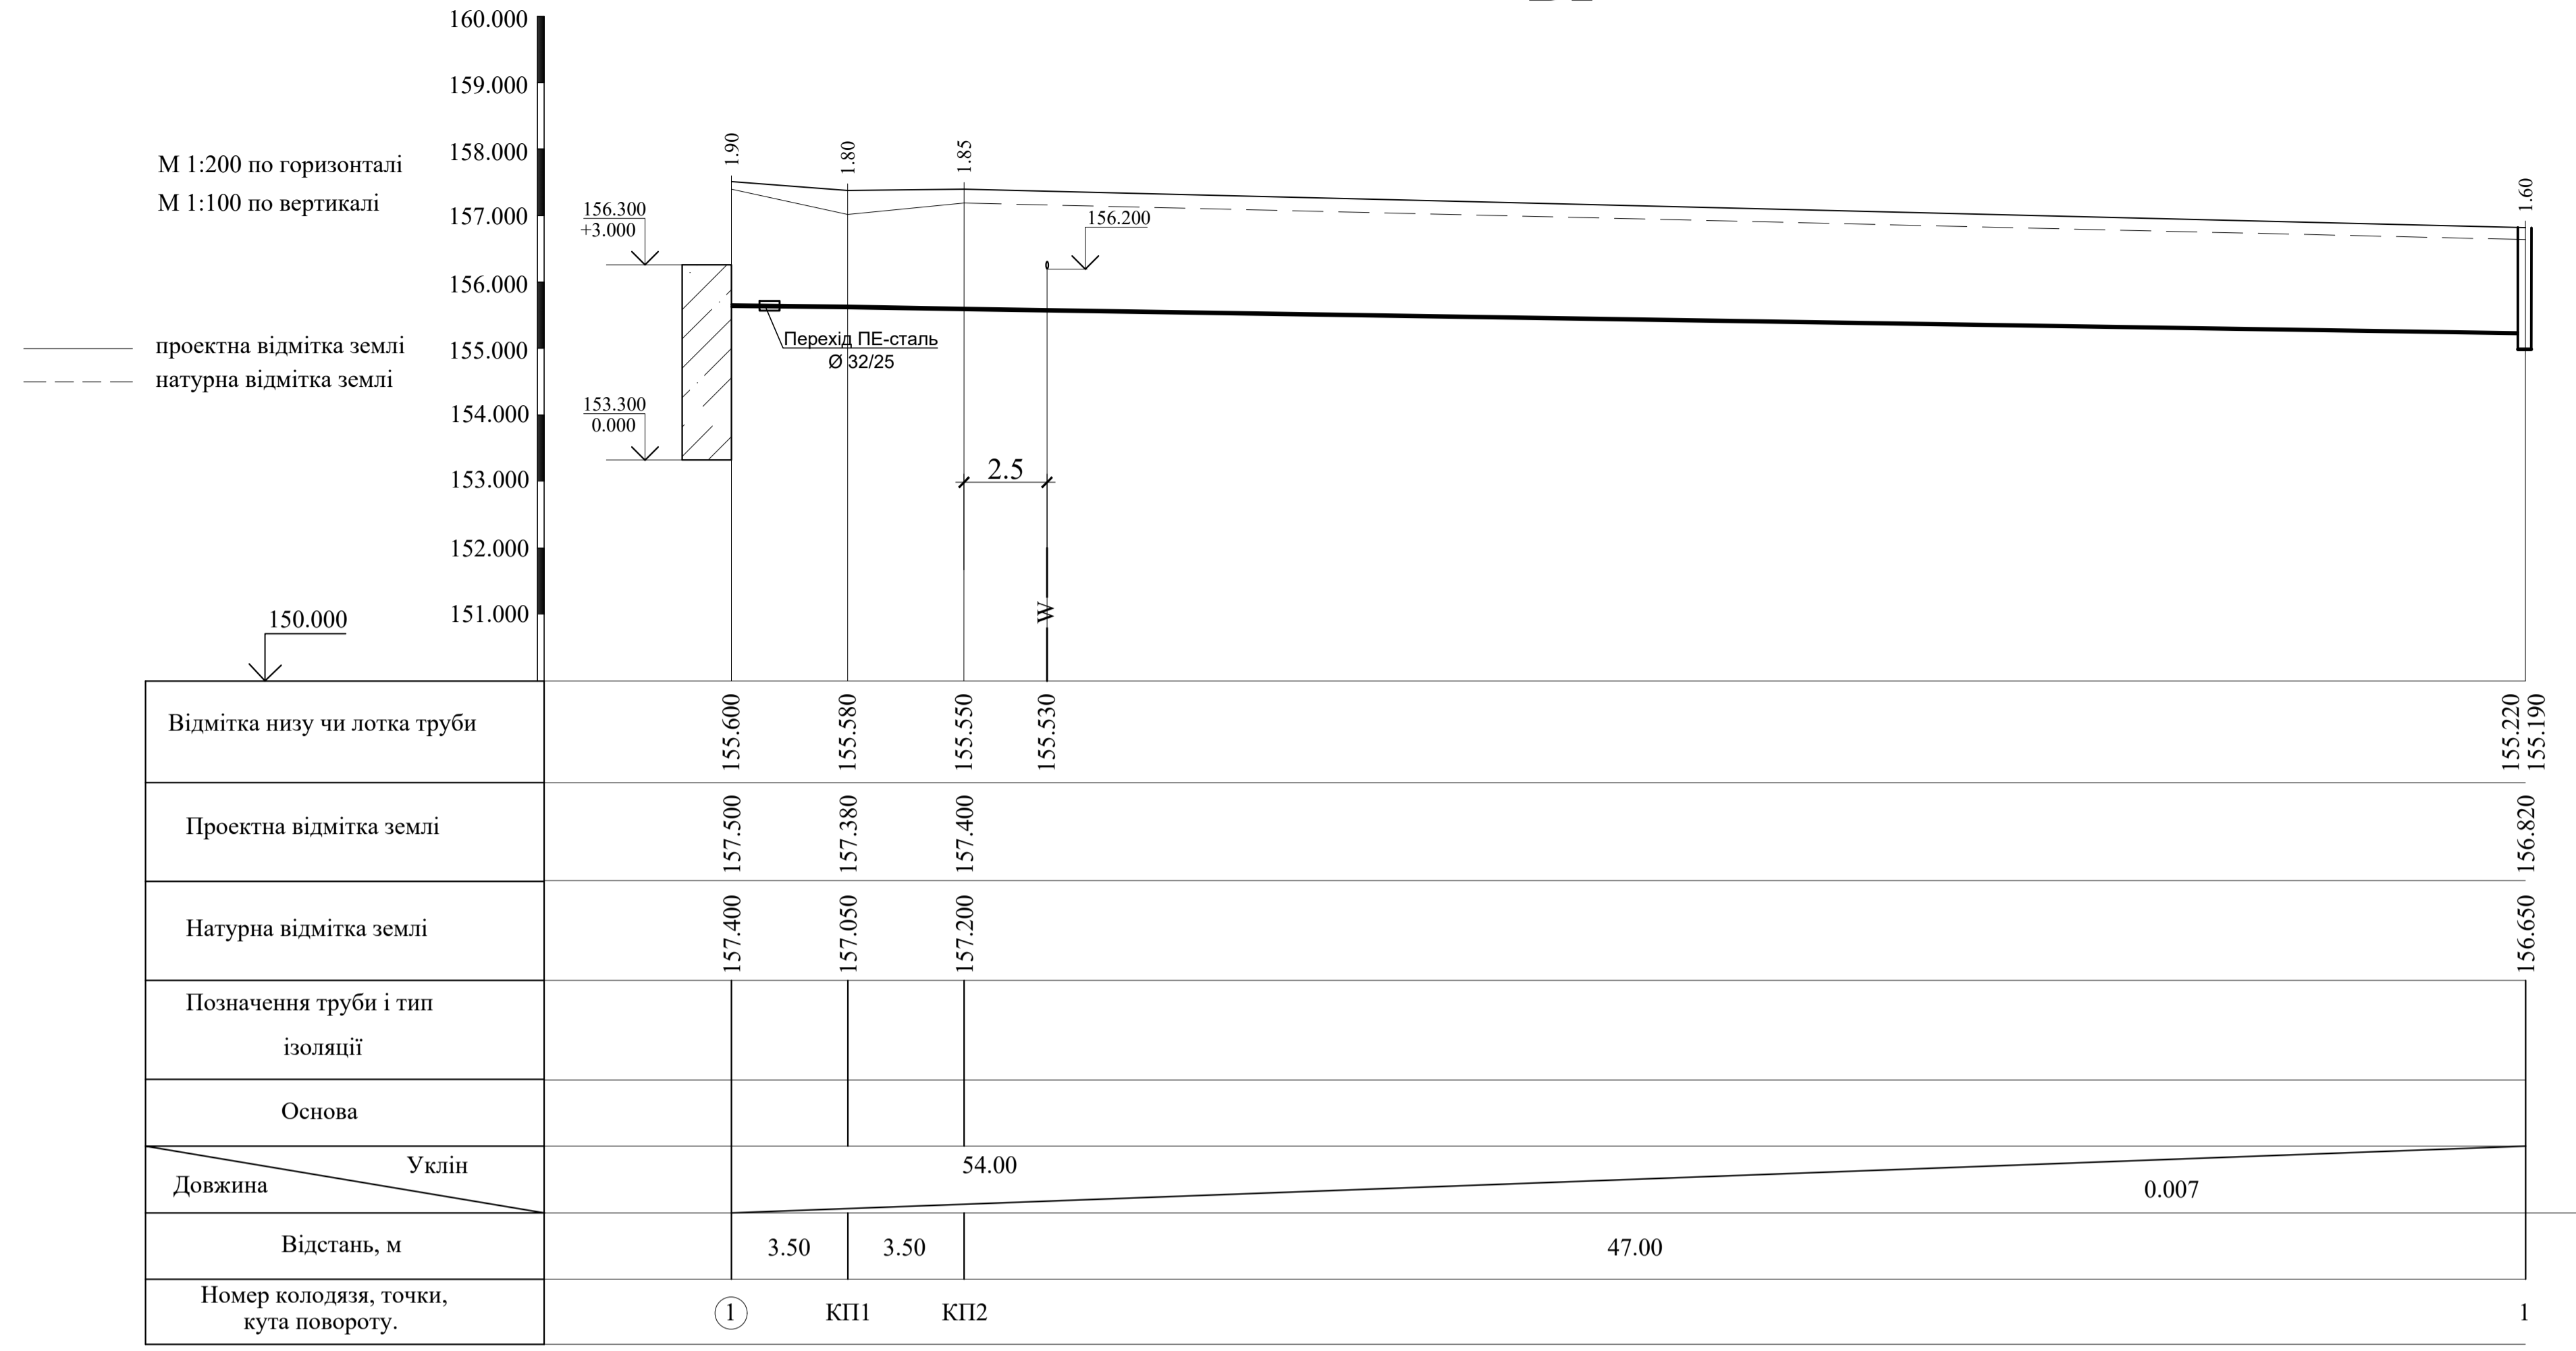 160.000
159.000
158.000
157.000
156.000
155.000
154.000
153.000
152.000
151.000
М 1:200 по горизонталі
М 1:100 по вертикалі
проектна відмітка землі
натурна відмітка землі
150.000
1.90
1.80
1.85
1.60
156.300
+3.000
156.200
Перехід ПЕ-сталь
Ø 32/25
153.300
0.000
2.5
W
Відмітка низу чи лотка труби
155.600
155.580
155.550
155.530
155.220
155.190
Проектна відмітка землі
157.500
157.380
157.400
156.820
Натурна відмітка землі
157.400
157.050
157.200
156.650
Позначення труби і тип
ізоляції
Основа
Уклін
Довжина
54.00
0.007
Відстань, м
3.50
3.50
47.00
Номер колодязя, точки,
кута повороту.
1
КП1
КП2
1